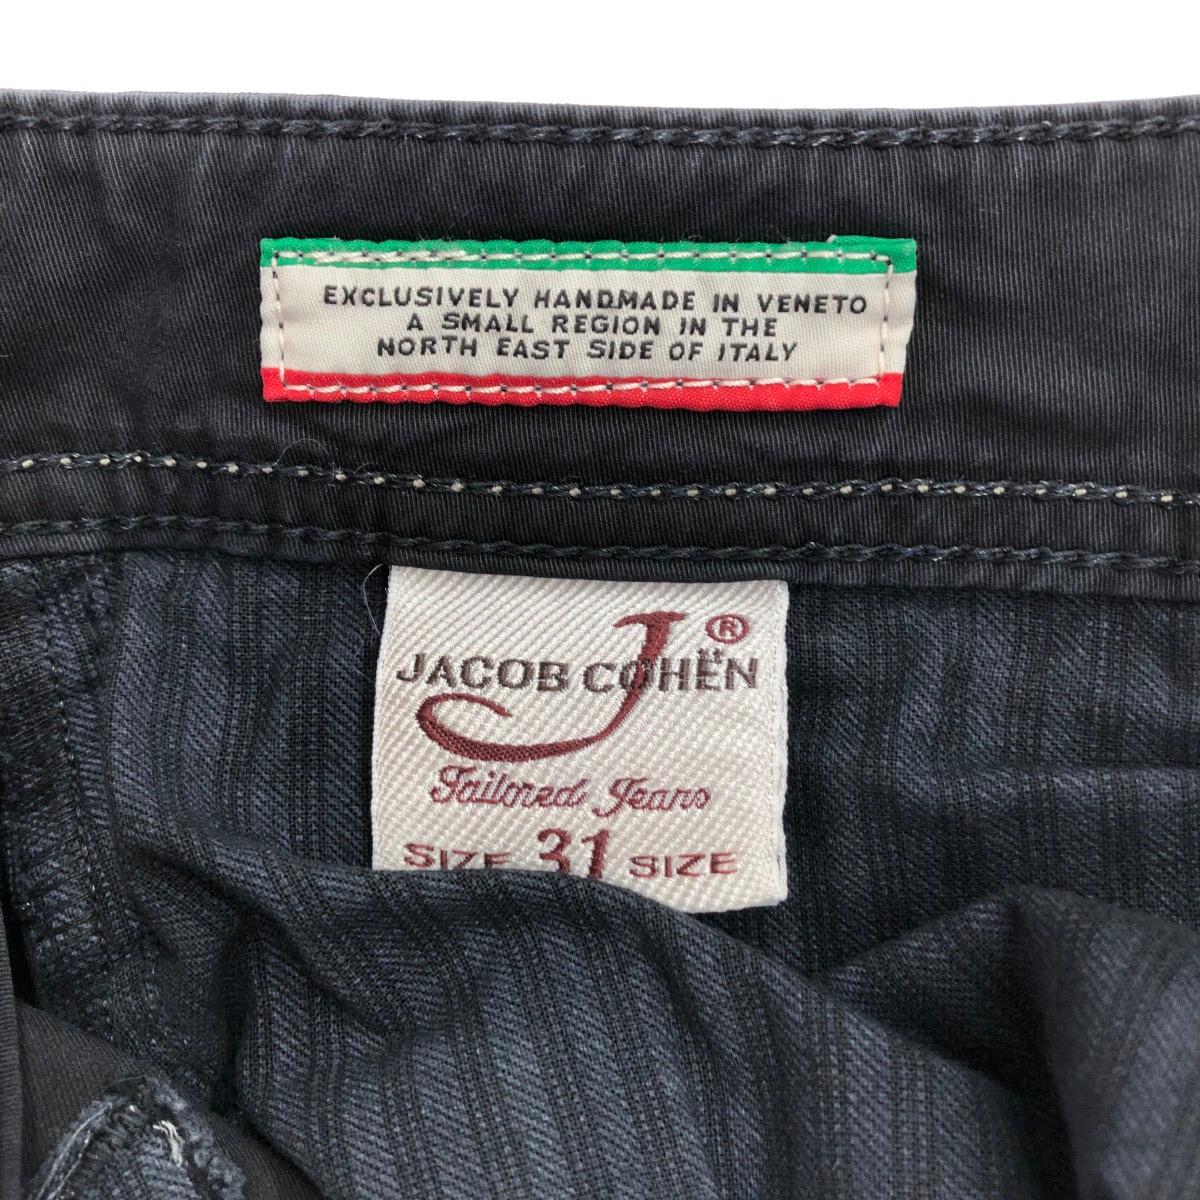 EXCLUSIVELY HANDMADE IN VENETO
A SMALL REGION IN THE
NORTH EAST SIDE OF ITALY
J ®
JACOB COHËN
Tailored Jeans
SIZE 31 SIZE